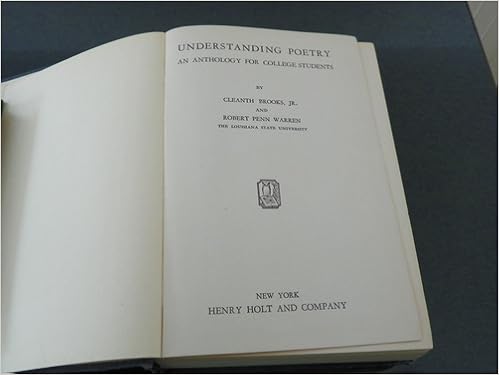 UNDERSTANDING POETRY
AN ANTHOLOGY FOR COLLEGE STUDENTS
BY
CLEANTH BROOKS, JR.
AND
ROBERT PENN WARREN
THE LOUISIANA STATE UNIVERSITY
NEW YORK
HENRY HOLT AND COMPANY